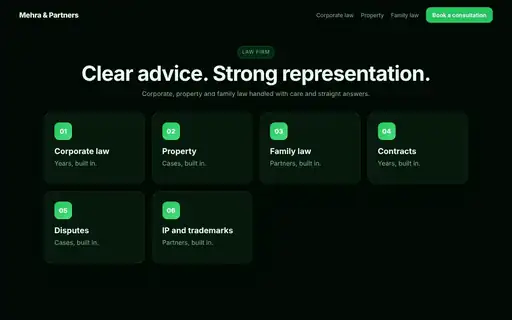 Mehra & Partners
Corporate law Property Family law Book a consultation
LAW FIRM
Clear advice. Strong representation.
Corporate, property and family law handled with care and straight answers.
01
Corporate law
Years, built in.
02
Property
Cases, built in.
03
Family law
Partners, built in.
04
Contracts
Years, built in.
05
Disputes
Cases, built in.
06
IP and trademarks
Partners, built in.